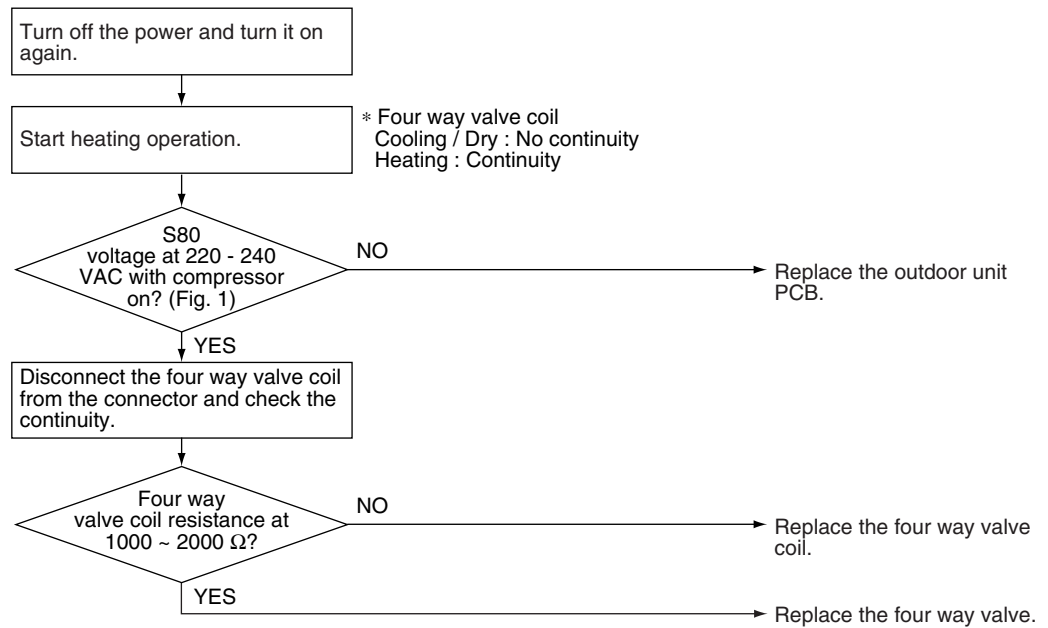 Turn off the power and turn it on
again.
Start heating operation.
* Four way valve coil
Cooling / Dry : No continuity
Heating : Continuity
S80
voltage at 220 - 240
VAC with compressor
on? (Fig. 1)
NO
Replace the outdoor unit
PCB.
YES
Disconnect the four way valve coil
from the connector and check the
continuity.
Four way
valve coil resistance at
1000 ~ 2000 Ω?
NO
Replace the four way valve
coil.
YES
Replace the four way valve.